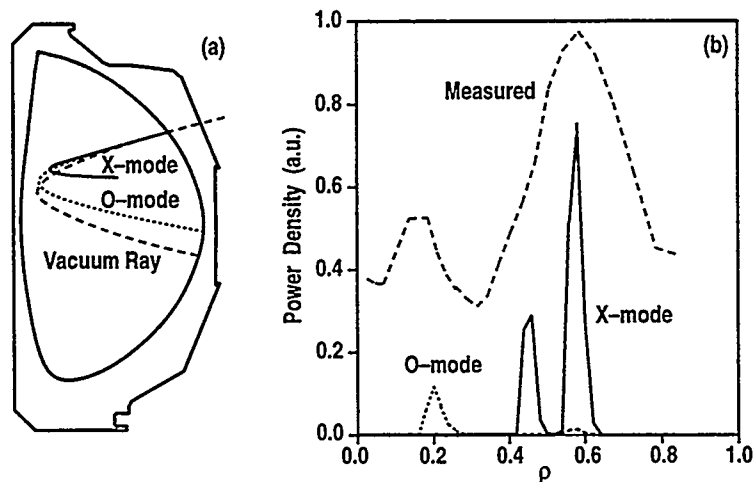 (a)
X–mode
O–mode
Vacuum Ray
(b)
Measured
X–mode
O–mode
Power Density (a.u.)
1.0
0.8
0.6
0.4
0.2
0.0
0.0 0.2 0.4 0.6 0.8 1.0
ρ